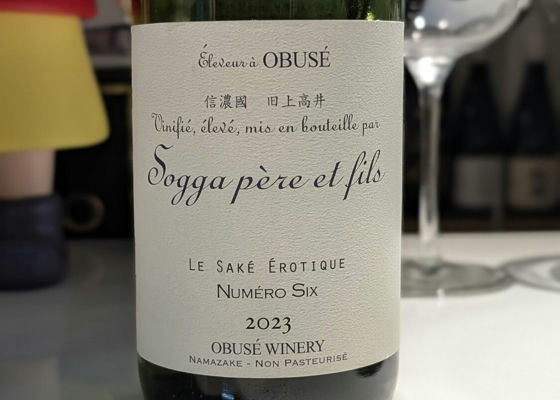 Éleveur à OBUSÉ
信濃國 旧上高井
Vinifié, élevé, mis en bouteille par
Sogga père et fils
LE SAKÉ ÉROTIQUE
NUMÉRO SIX
2023
OBUSÉ WINERY
NAMAZAKE - NON PASTEURISÉ